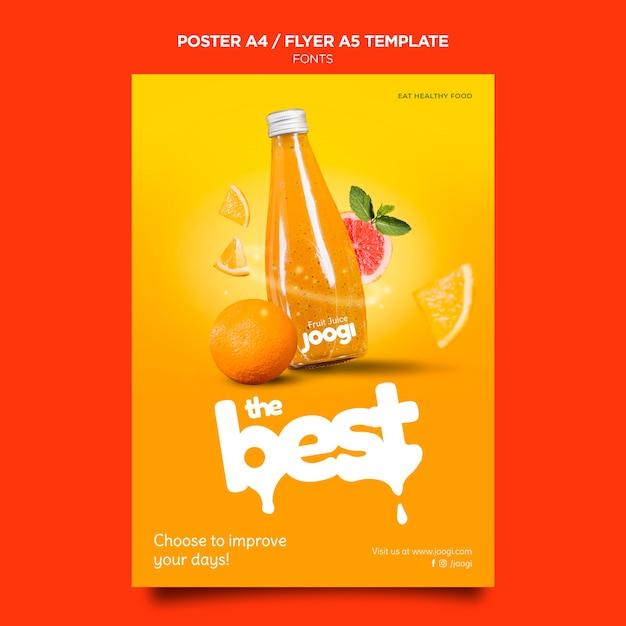 POSTER A4 / FLYER A5 TEMPLATE
FONTS
EAT HEALTHY FOOD
Fruit Juice
joogi
the
best
Choose to improve
your days!
Visit us at www.joogi.com
/joogi